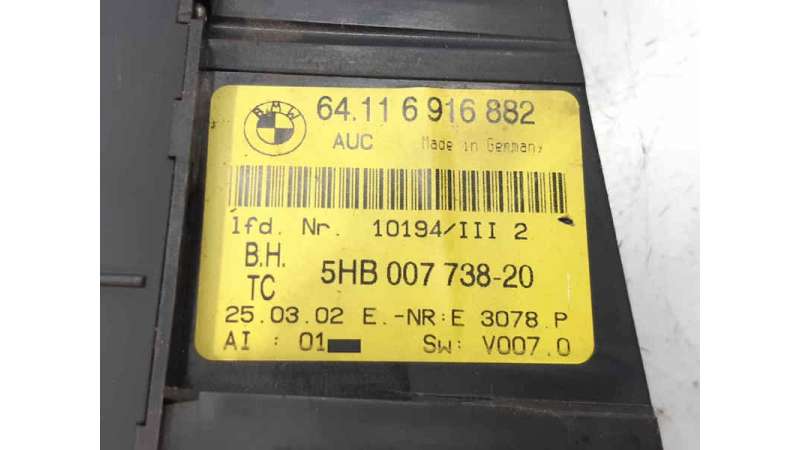 BMW
64.11 6 916 882
AUC Made in Germany
lfd. Nr. 10194/III 2
B.H.
TC 5HB 007 738-20
25.03.02 E.-NR:E 3078.P
AI : 01 Sw: V007.0